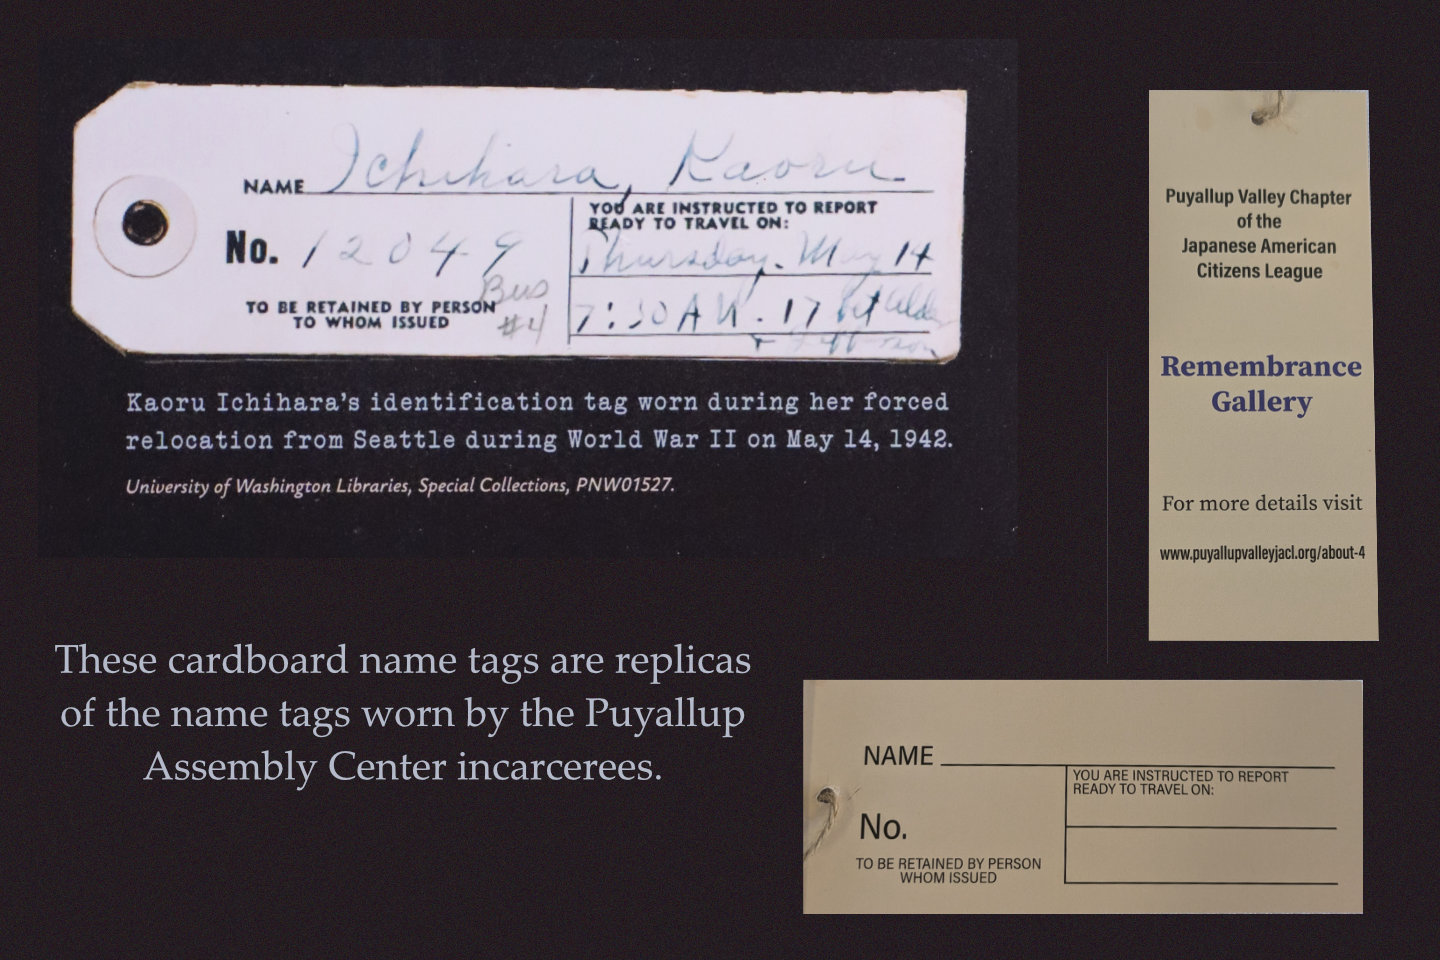 NAME Ichihara, Kaoru
No. 12049
YOU ARE INSTRUCTED TO REPORT
READY TO TRAVEL ON:
Thursday. May 14
7:30 A.M. - 17
Bus
#4
TO BE RETAINED BY PERSON
TO WHOM ISSUED
Kaoru Ichihara's identification tag worn during her forced
relocation from Seattle during World War II on May 14, 1942.
University of Washington Libraries, Special Collections, PNW01527.
Puyallup Valley Chapter
of the
Japanese American
Citizens League
Remembrance
Gallery
For more details visit
www.puyallupvalleyjacl.org/about-4
These cardboard name tags are replicas
of the name tags worn by the Puyallup
Assembly Center incarcerees.
NAME
YOU ARE INSTRUCTED TO REPORT
READY TO TRAVEL ON:
No.
TO BE RETAINED BY PERSON
WHOM ISSUED